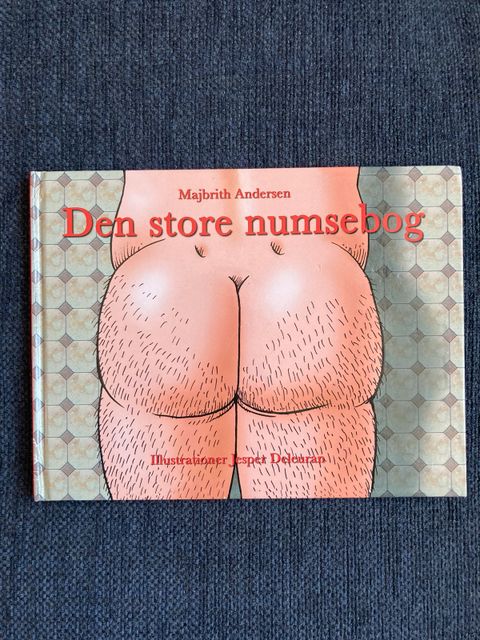 Majbrith Andersen
Den store numsebog
Illustrationer Jesper Deleuran